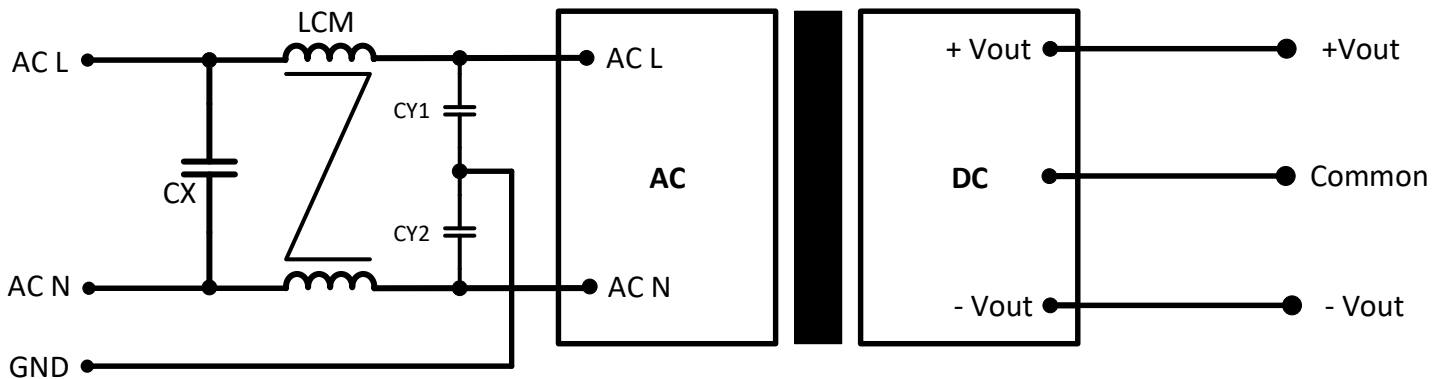 LCM
AC L
AC L
+ Vout
+Vout
CY1
CX
AC
DC
Common
CY2
AC N
AC N
- Vout
- Vout
GND